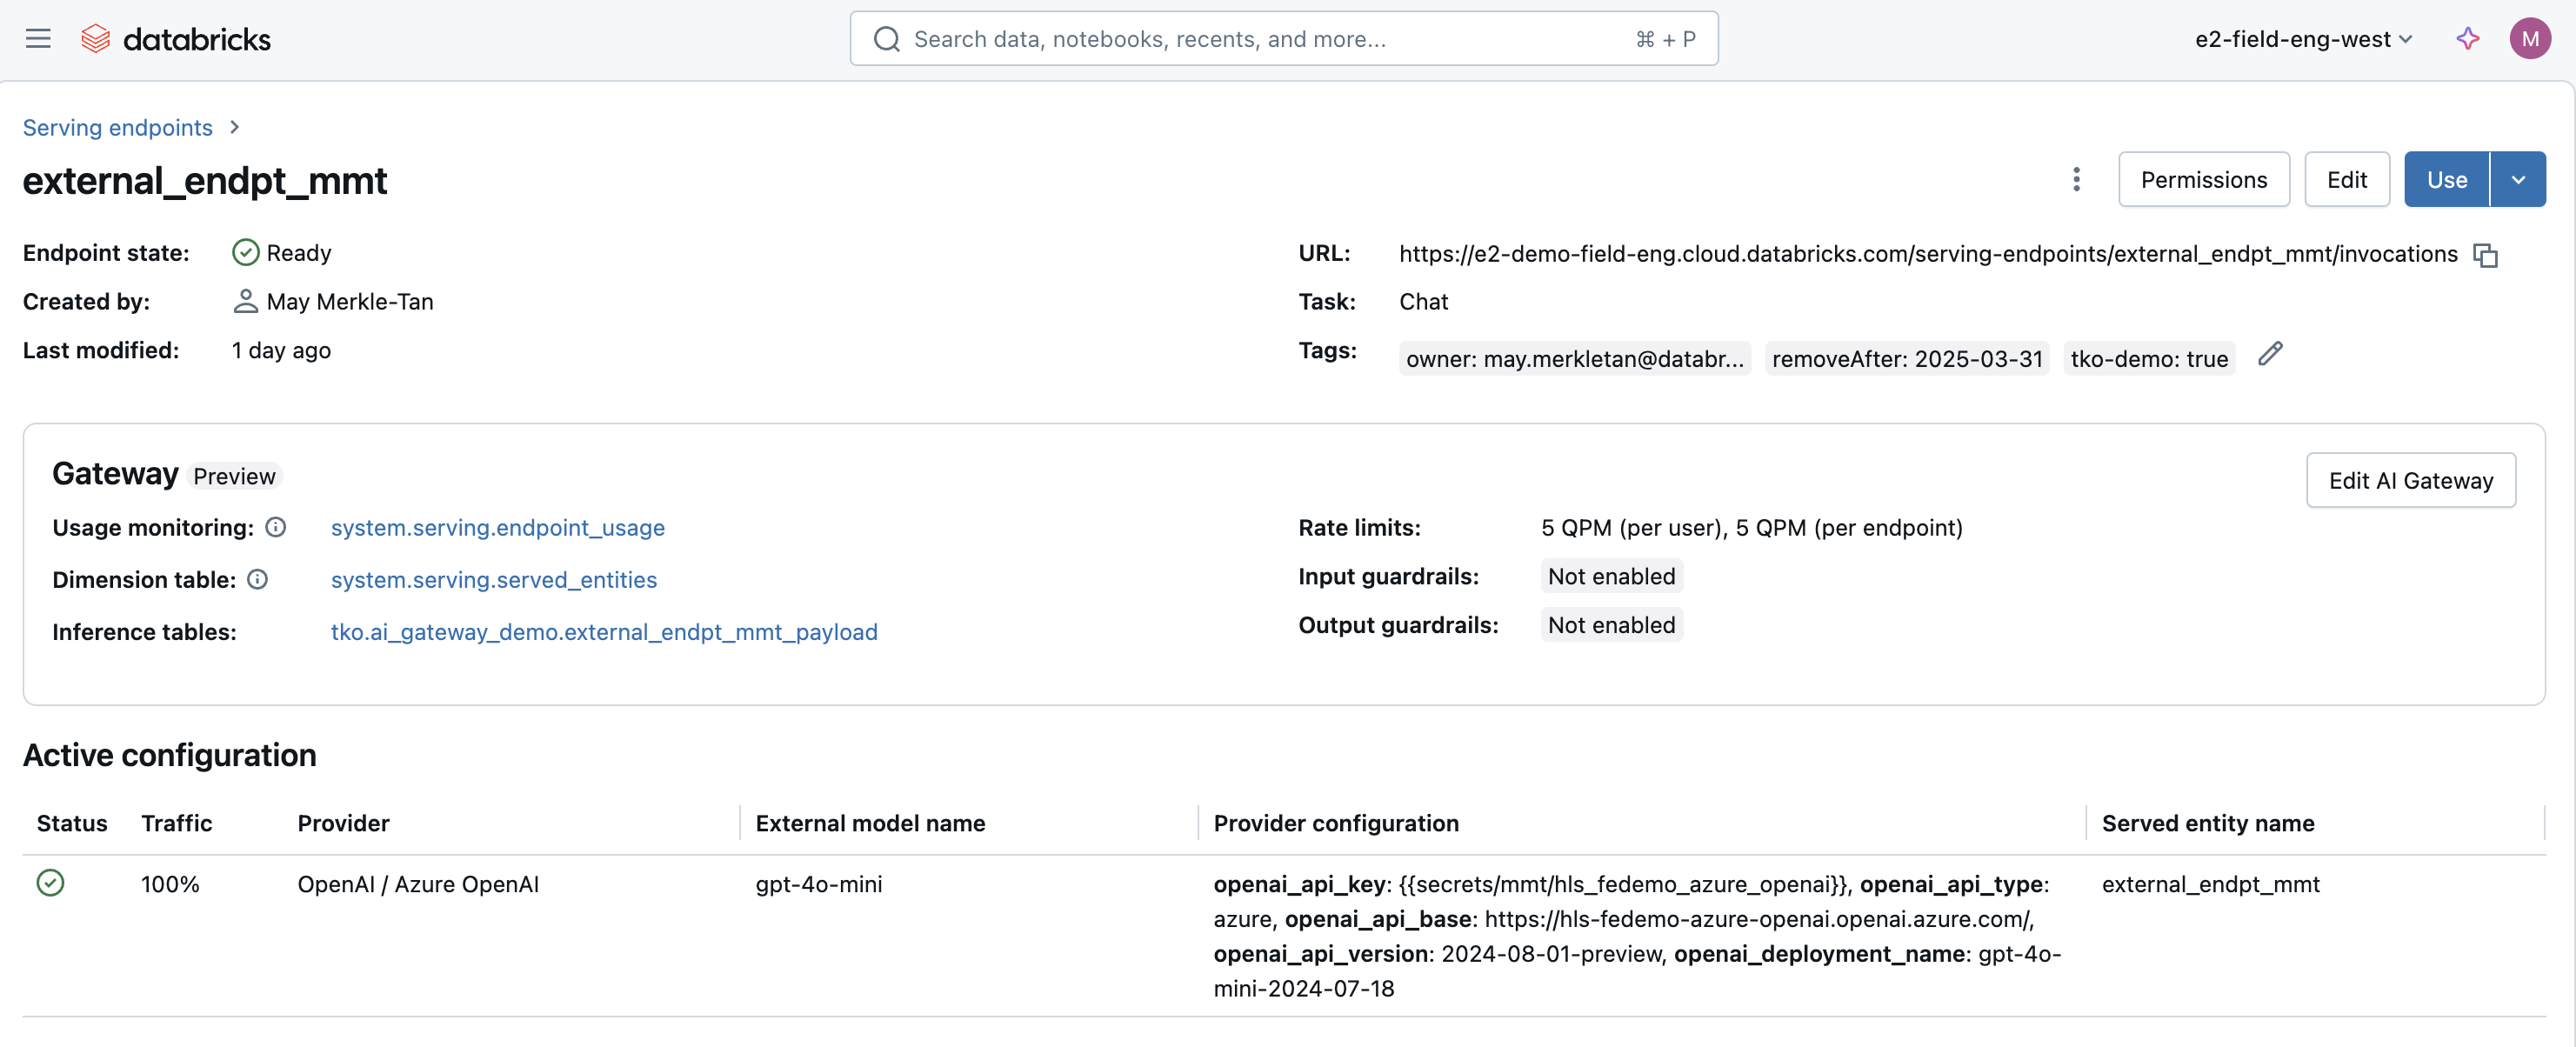 databricks
Search data, notebooks, recents, and more...
⌘ + P
e2-field-eng-west
M
Serving endpoints >
external_endpt_mmt
Permissions
Edit
Use
Endpoint state: Ready
Created by: May Merkle-Tan
Last modified: 1 day ago
URL: https://e2-demo-field-eng.cloud.databricks.com/serving-endpoints/external_endpt_mmt/invocations
Task: Chat
Tags: owner: may.merkletan@databr... removeAfter: 2025-03-31 tko-demo: true
Gateway Preview
Edit AI Gateway
Usage monitoring: system.serving.endpoint_usage
Dimension table: system.serving.served_entities
Inference tables: tko.ai_gateway_demo.external_endpt_mmt_payload
Rate limits: 5 QPM (per user), 5 QPM (per endpoint)
Input guardrails: Not enabled
Output guardrails: Not enabled
Active configuration
Status Traffic Provider External model name Provider configuration Served entity name
100% OpenAI / Azure OpenAI gpt-4o-mini openai_api_key: {{secrets/mmt/hls_fedemo_azure_openai}}, openai_api_type: external_endpt_mmt
azure, openai_api_base: https://hls-fedemo-azure-openai.openai.azure.com/,
openai_api_version: 2024-08-01-preview, openai_deployment_name: gpt-4o-
mini-2024-07-18